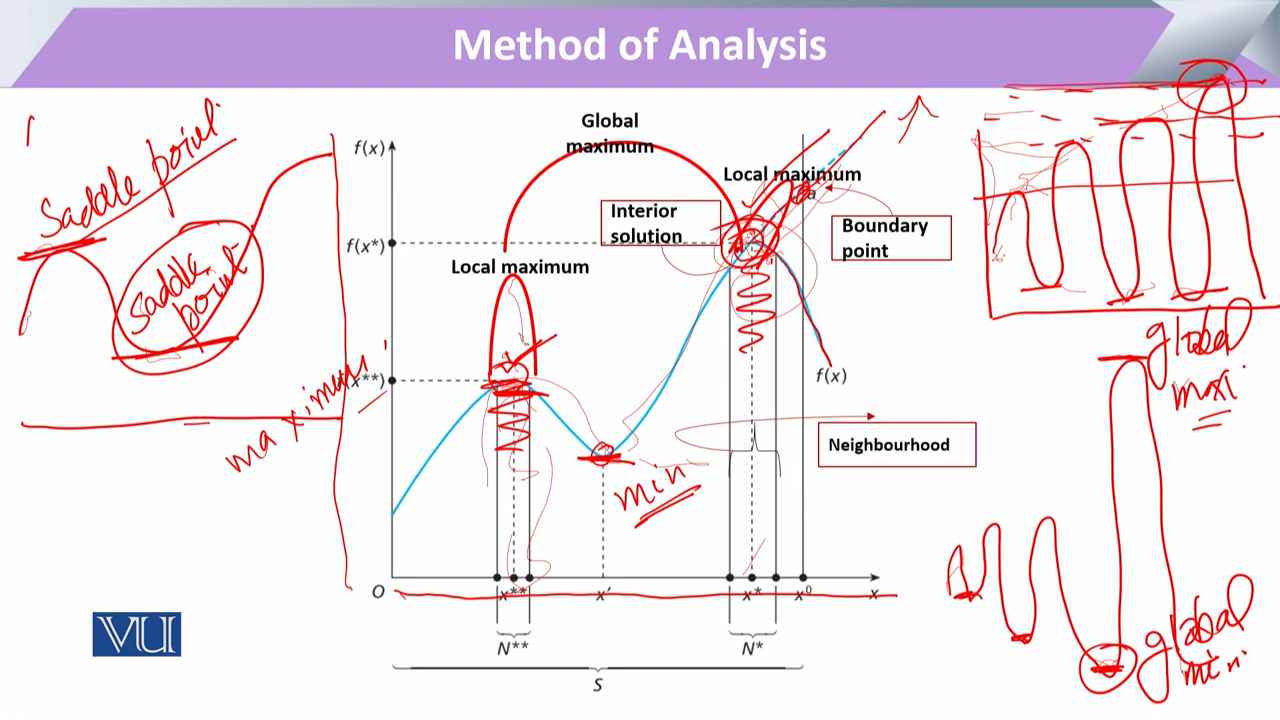 Method of Analysis
Saddle point
Saddle point
maximum
f(x)
Global
maximum
Local maximum
Interior
solution
Boundary
point
f(x*)
Local maximum
x**)
f(x)
min
Neighbourhood
global
maxi
global
mini
O
x**
x′
x*
x⁰
x
N**
N*
S
VU